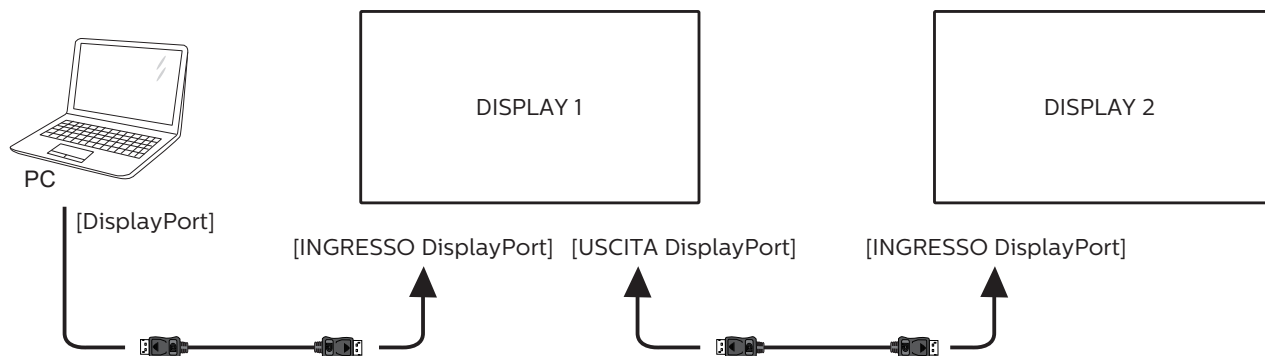 DISPLAY 1
DISPLAY 2
PC
[DisplayPort]
[INGRESSO DisplayPort]
[USCITA DisplayPort]
[INGRESSO DisplayPort]